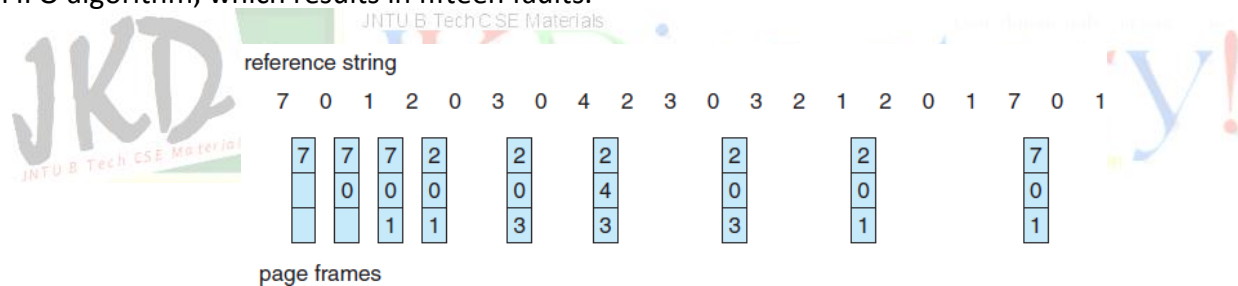 FIFO algorithm, which results in fifteen faults.
JNTU B Tech CSE Materials
JKD
y!
JNTU B Tech CSE Materials
reference string
7 0 1 2 0 3 0 4 2 3 0 3 2 1 2 0 1 7 0 1
7 7 7 2 2 2 2 2 7
0 0 0 0 4 0 0 0
1 1 3 3 3 1 1
page frames